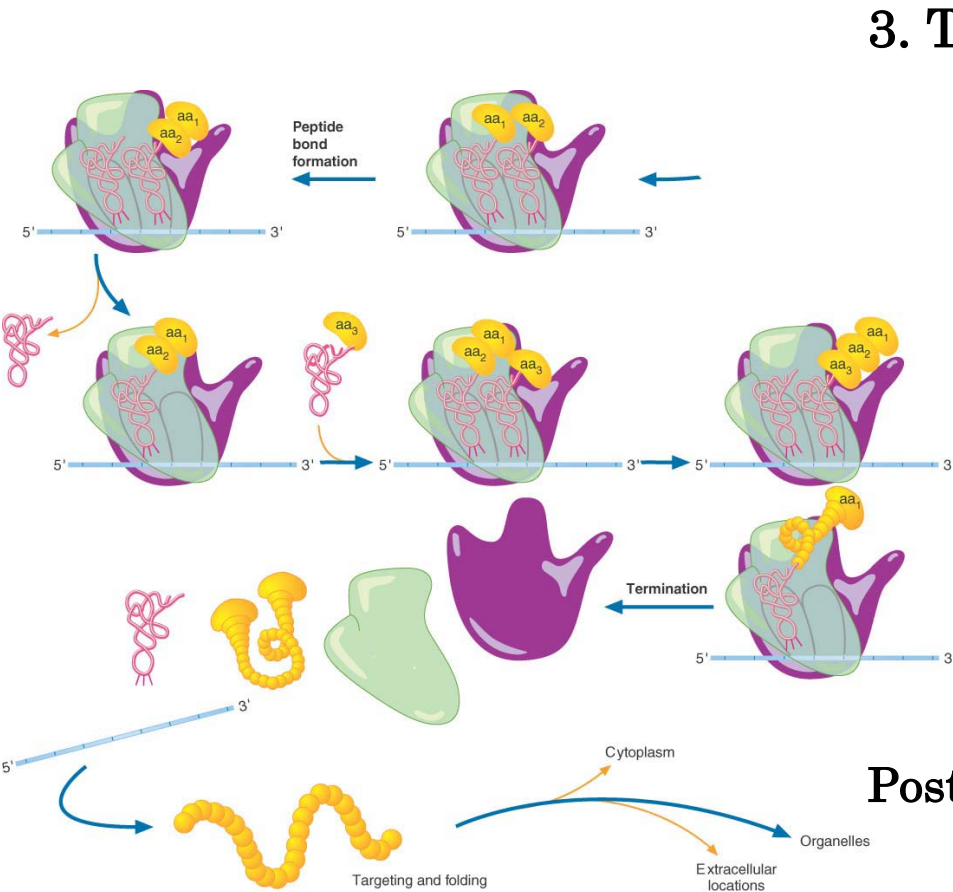 3. T
aa1
aa2
Peptide
bond
formation
aa1
aa2
5'
3'
5'
3'
aa3
aa1
aa2
aa1
aa2
aa3
aa1
aa2
aa3
5'
3'
5'
3'
5'
3
aa1
Termination
5'
3
3'
5'
Cytoplasm
Post
Organelles
Extracellular
locations
Targeting and folding